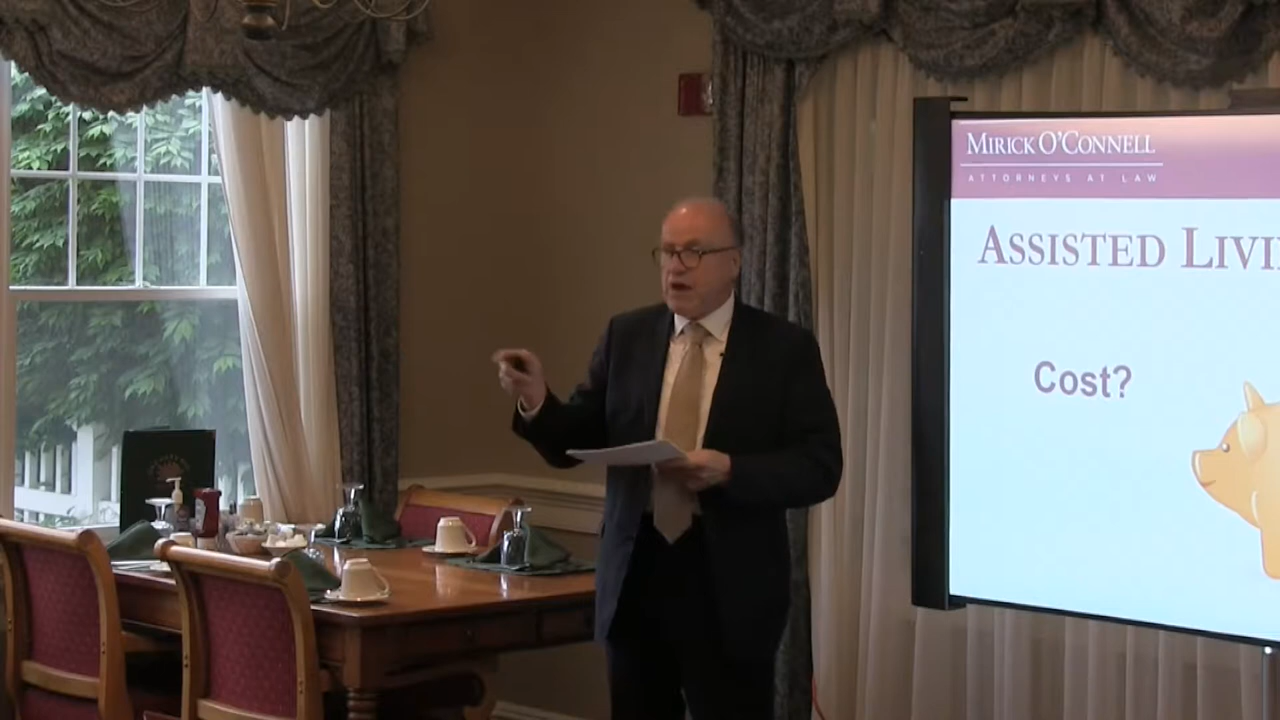 MIRICK O'CONNELL
ATTORNEYS AT LAW
ASSISTED LIVI
Cost?